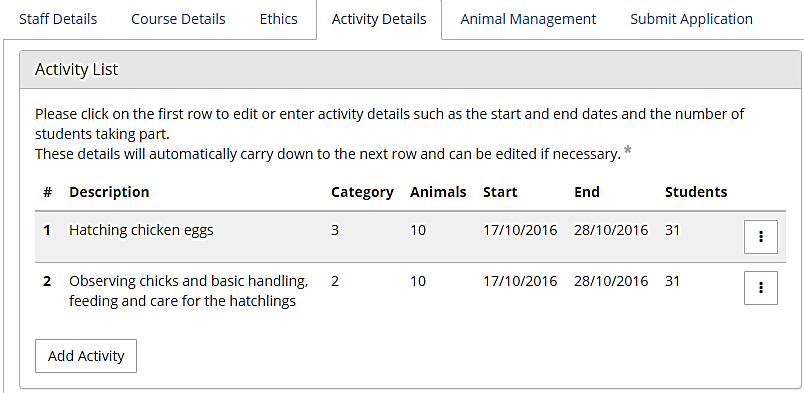 Staff Details Course Details Ethics Activity Details Animal Management Submit Application
Activity List
Please click on the first row to edit or enter activity details such as the start and end dates and the number of
students taking part.
These details will automatically carry down to the next row and can be edited if necessary. *
# Description Category Animals Start End Students
1 Hatching chicken eggs 3 10 17/10/2016 28/10/2016 31
2 Observing chicks and basic handling, 2 10 17/10/2016 28/10/2016 31
feeding and care for the hatchlings
Add Activity